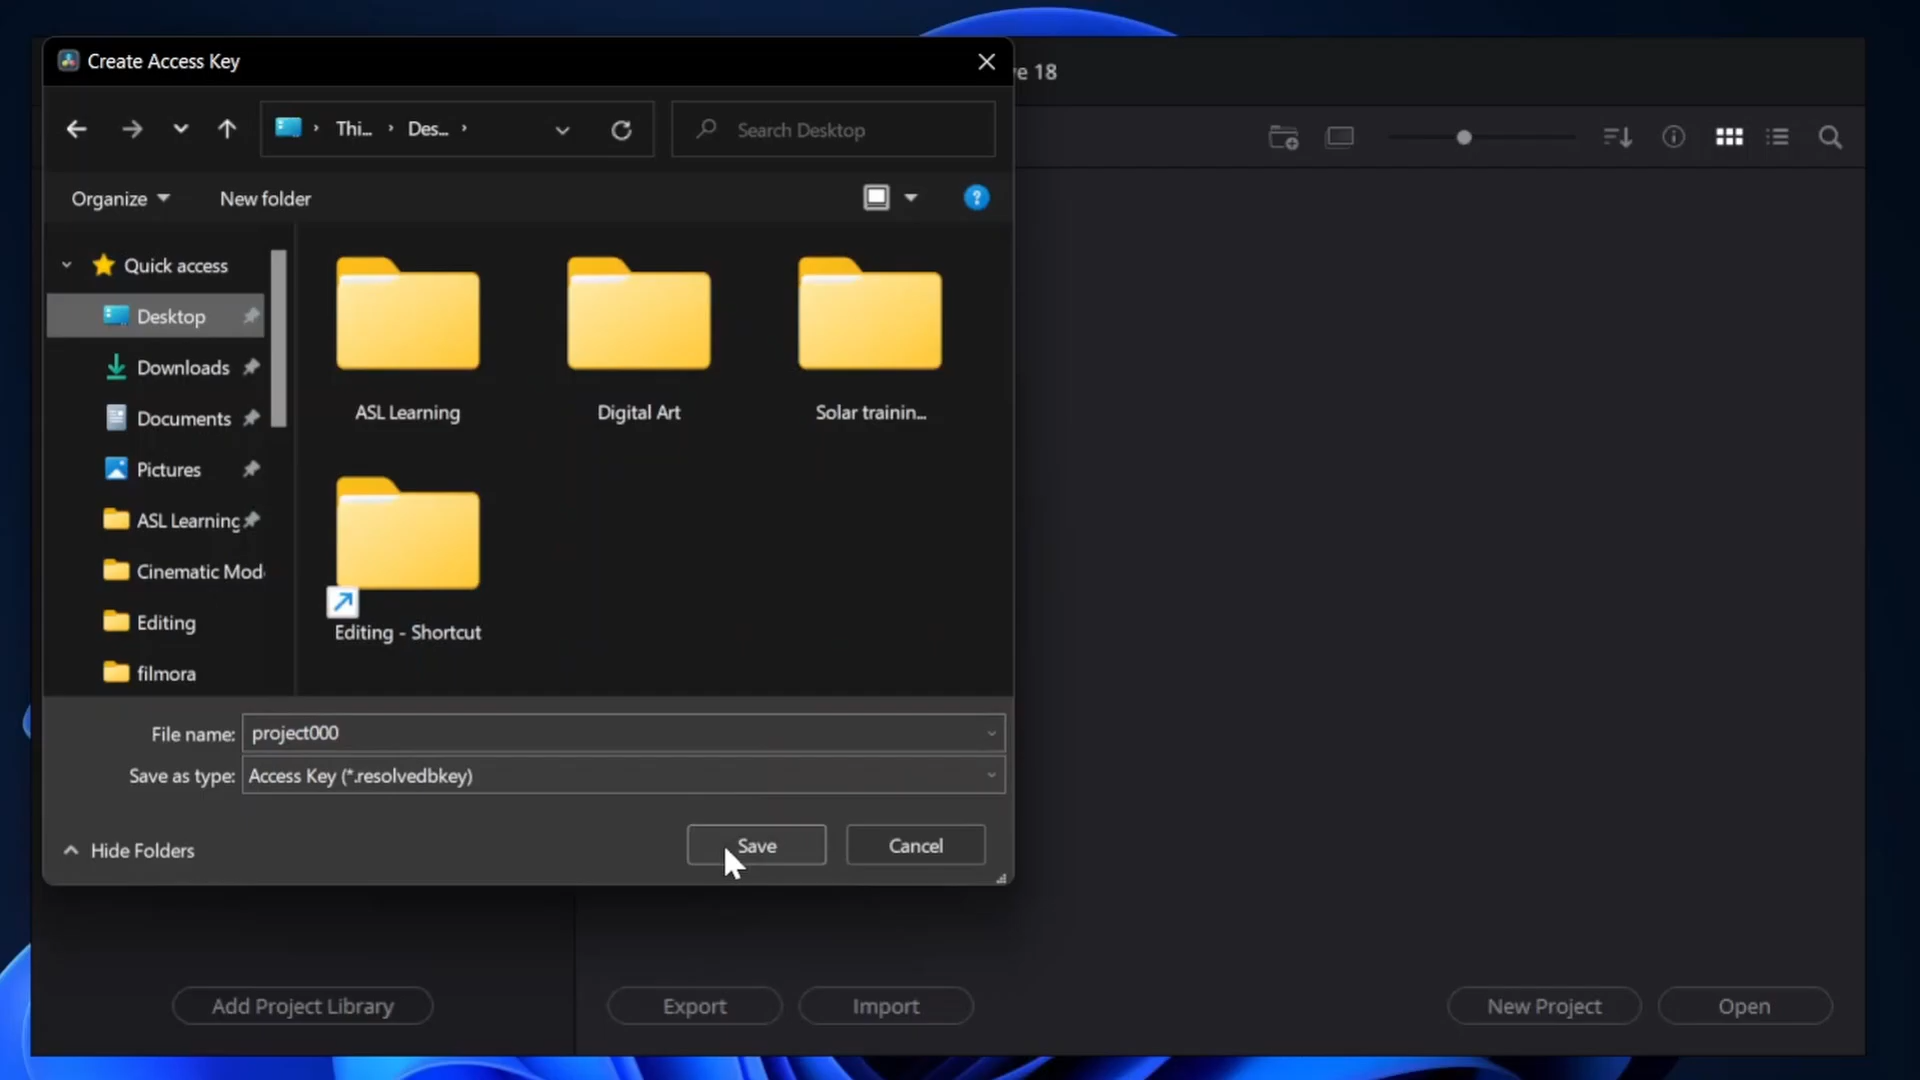 Create Access Key
ve 18
Thi... › Des... ›
Search Desktop
Organize
New folder
?
Quick access
Desktop
Downloads
Documents
Pictures
ASL Learning
Cinematic Mod
Editing
filmora
ASL Learning
Digital Art
Solar trainin...
Editing - Shortcut
File name: project000
Save as type: Access Key (*.resolvedbkey)
Hide Folders
Save
Cancel
Add Project Library
Export
Import
New Project
Open